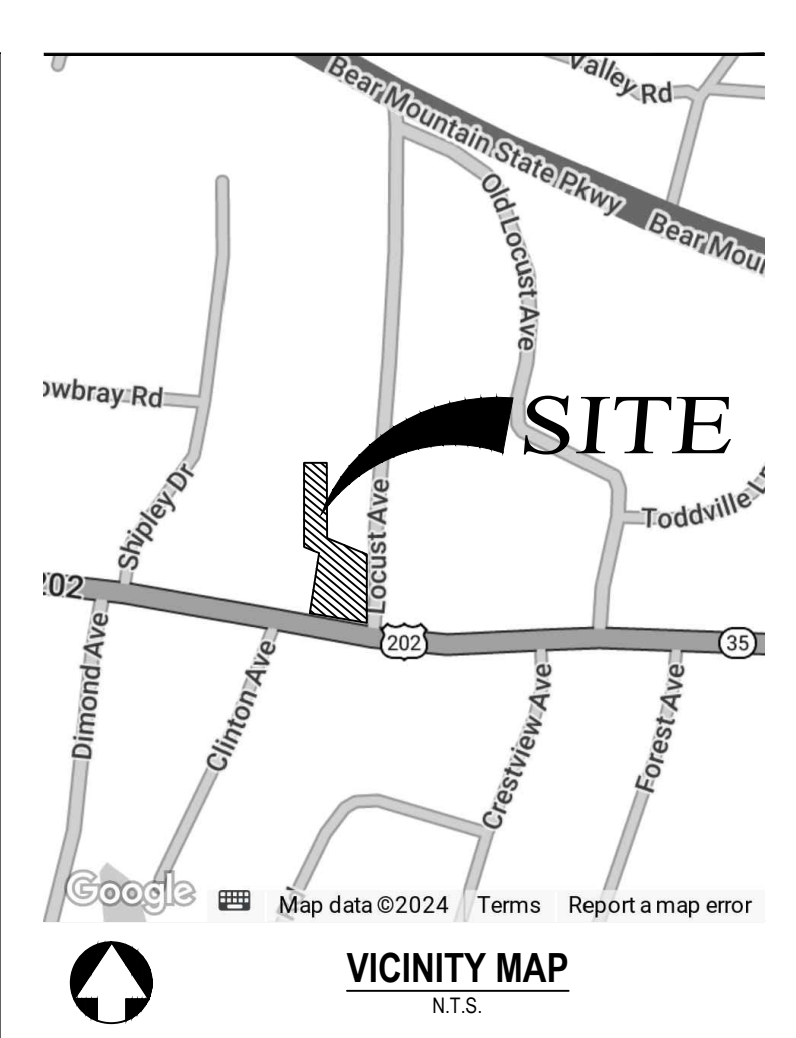 Valley Rd
Bear Mountain State Pkwy
Bear Moun
Old Locust Ave
owbray Rd
SITE
Shipley Dr
Locust Ave
Toddville Ln
202
202
35
Dimond Ave
Clinton Ave
Crestview Ave
Forest Ave
Google
Map data ©2024
Terms
Report a map error
VICINITY MAP
N.T.S.